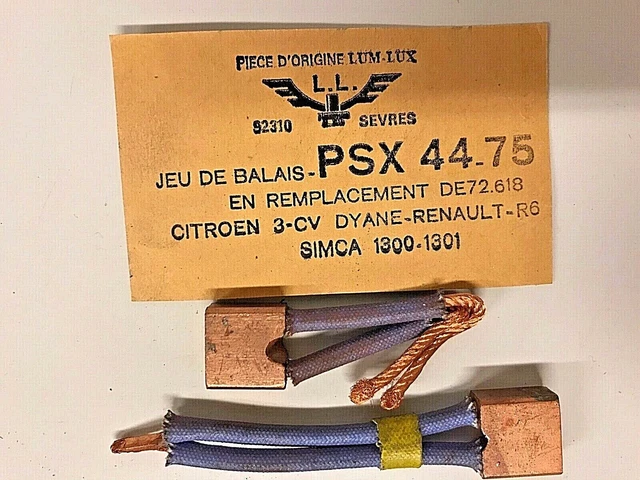 PIECE D'ORIGINE LUM-LUX
L.L.
92310 SEVRES
JEU DE BALAIS-PSX 44-75
EN REMPLACEMENT DE72.618
CITROEN 3-CV DYANE-RENAULT-R6
SIMCA 1300-1301